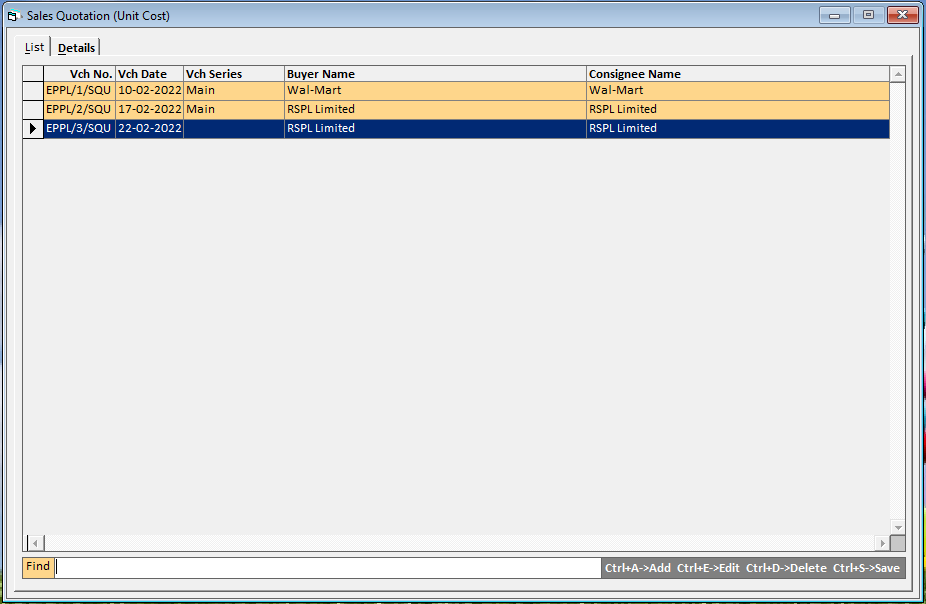 Sales Quotation (Unit Cost)
List Details
Vch No. Vch Date Vch Series Buyer Name Consignee Name
EPPL/1/SQU 10-02-2022 Main Wal-Mart Wal-Mart
EPPL/2/SQU 17-02-2022 Main RSPL Limited RSPL Limited
EPPL/3/SQU 22-02-2022 RSPL Limited RSPL Limited
Find Ctrl+A->Add Ctrl+E->Edit Ctrl+D->Delete Ctrl+S->Save